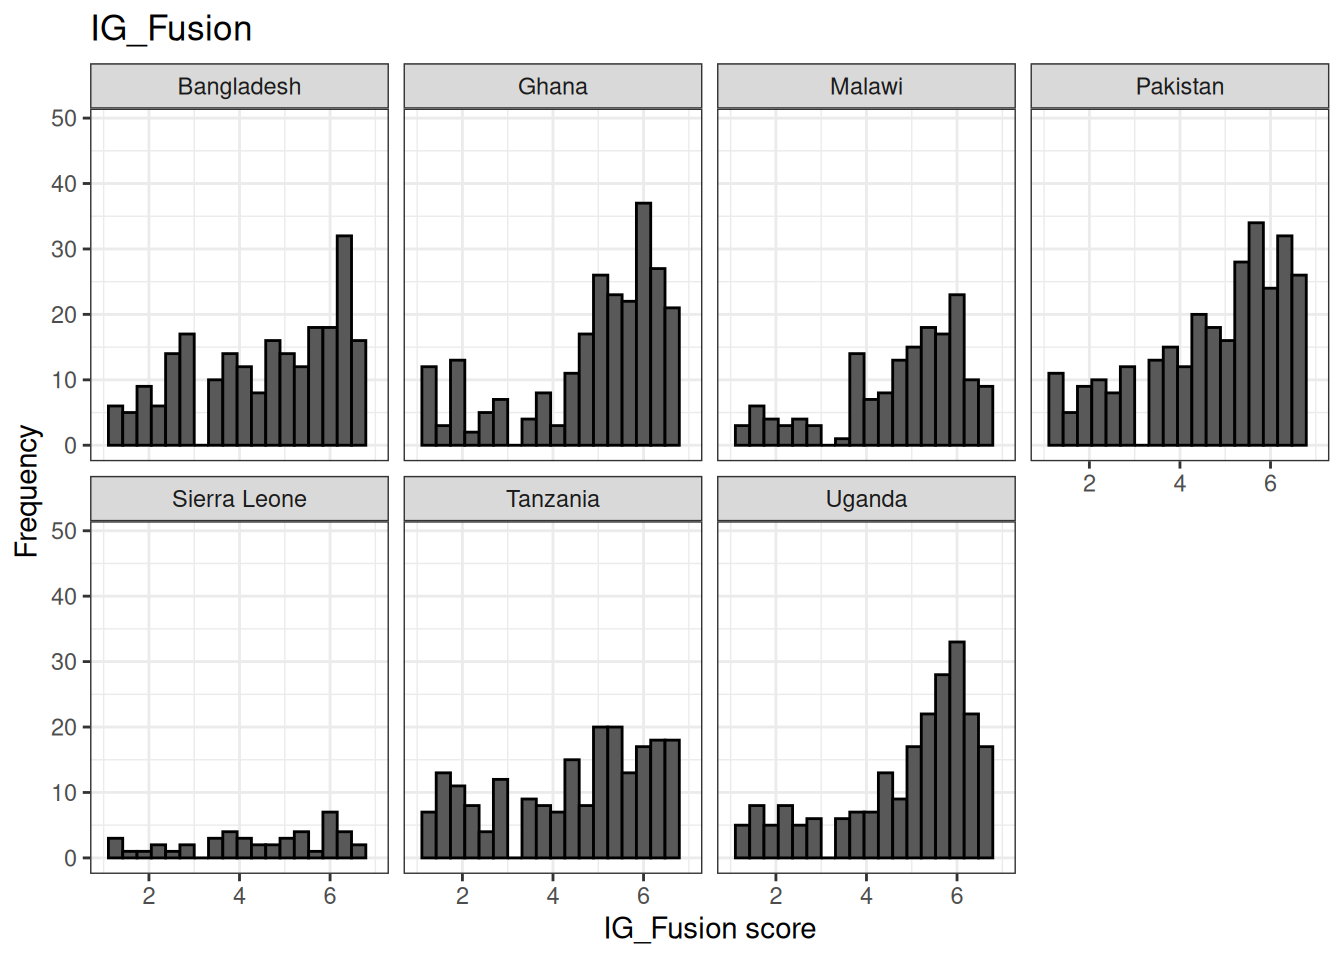 IG_Fusion
Bangladesh Ghana Malawi Pakistan
50
40
30
20
10
0
2 4 6
Sierra Leone Tanzania Uganda
50
40
30
20
10
0
2 4 6 2 4 6 2 4 6
IG_Fusion score
Frequency